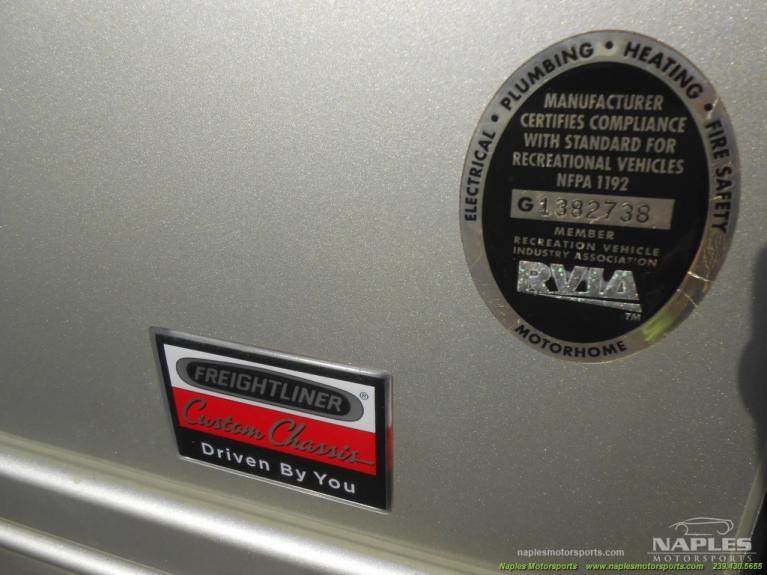 ELECTRICAL • PLUMBING • HEATING • FIRE SAFETY
MANUFACTURER
CERTIFIES COMPLIANCE
WITH STANDARD FOR
RECREATIONAL VEHICLES
NFPA 1192
G1382738
MEMBER
RECREATION VEHICLE
INDUSTRY ASSOCIATION
RVIA
TM
MOTORHOME
FREIGHTLINER ®
Custom Chassis
Driven By You
NAPLES
MOTORSPORTS
naplesmotorsports.com
Naples Motorsports www.naplesmotorsports.com 239.430.5655